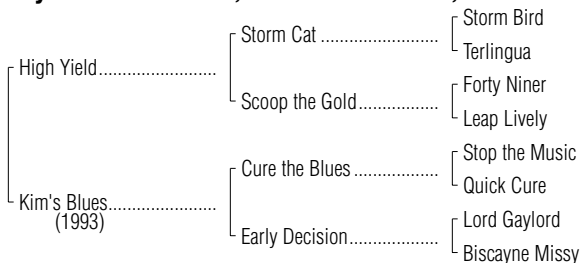 Storm Bird
Storm Cat ..............................
Terlingua
High Yield..............................
Forty Niner
Scoop the Gold....................
Leap Lively
Stop the Music
Cure the Blues .....................
Quick Cure
Kim's Blues............................
(1993)
Lord Gaylord
Early Decision.......................
Biscayne Missy